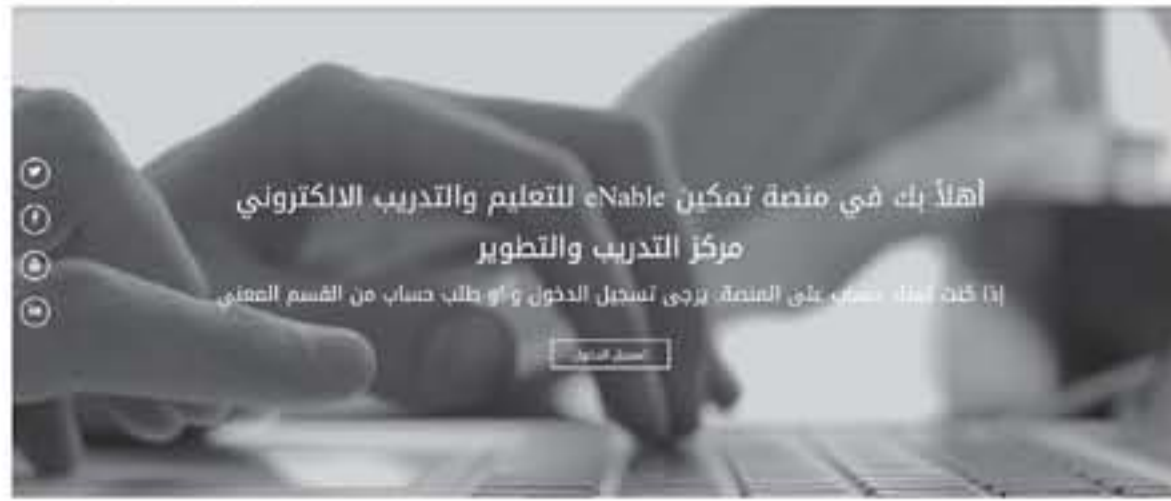 أهلاً بك في منصة تمكين eNable للتعليم والتدريب الالكتروني
مركز التدريب والتطوير
إذا كنت تملك حساب على المنصة، يرجى تسجيل الدخول و او طلب حساب من القسم المعني
تسجيل الدخول